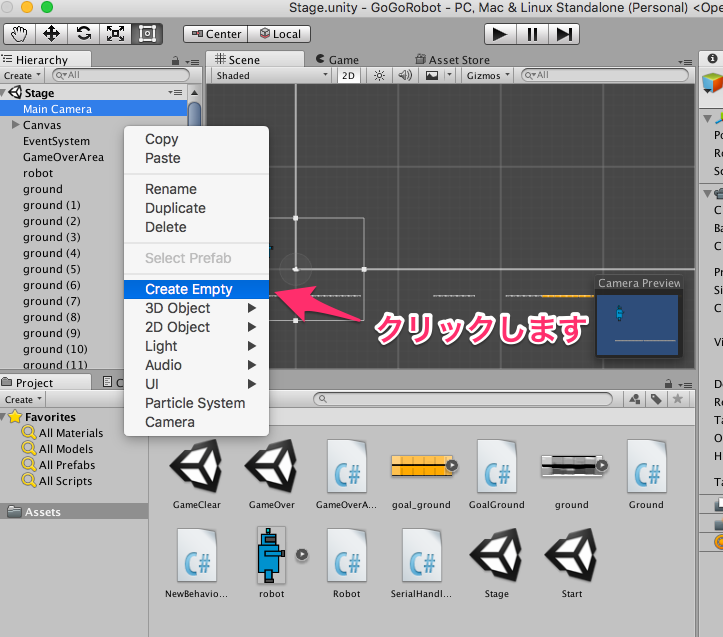 Stage.unity - GoGoRobot - PC, Mac & Linux Standalone (Personal) <Ope
Center
Local
Hierarchy
Create
All
Stage
Main Camera
Canvas
EventSystem
GameOverArea
robot
ground
ground (1)
ground (2)
ground (3)
ground (4)
ground (5)
ground (6)
ground (7)
ground (8)
ground (9)
ground (10)
ground (11)
Scene
Game
Asset Store
Shaded
2D
Gizmos
All
Copy
Paste
Rename
Duplicate
Delete
Select Prefab
Create Empty
3D Object
2D Object
Light
Audio
UI
Particle System
Camera
クリックします
Camera Preview
Project
C
Create
Favorites
All Materials
All Models
All Prefabs
All Scripts
Assets
GameClear
GameOver
GameOverA...
goal_ground
GoalGround
ground
Ground
NewBehavio...
robot
Robot
SerialHandl...
Stage
Start